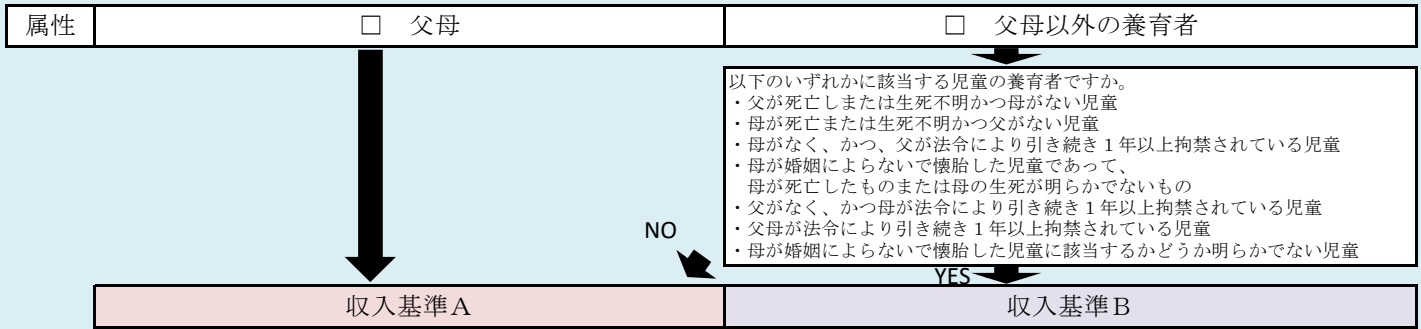 属性
□ 父母
□ 父母以外の養育者
以下のいずれかに該当する児童の養育者ですか。
・父が死亡しまたは生死不明かつ母がない児童
・母が死亡または生死不明かつ父がない児童
・母がなく、かつ、父が法令により引き続き１年以上拘禁されている児童
・母が婚姻によらないで懐胎した児童であって、
母が死亡したものまたは母の生死が明らかでないもの
・父がなく、かつ母が法令により引き続き１年以上拘禁されている児童
・父母が法令により引き続き１年以上拘禁されている児童
・母が婚姻によらないで懐胎した児童に該当するかどうか明らかでない児童
NO
YES
収入基準Ａ
収入基準Ｂ